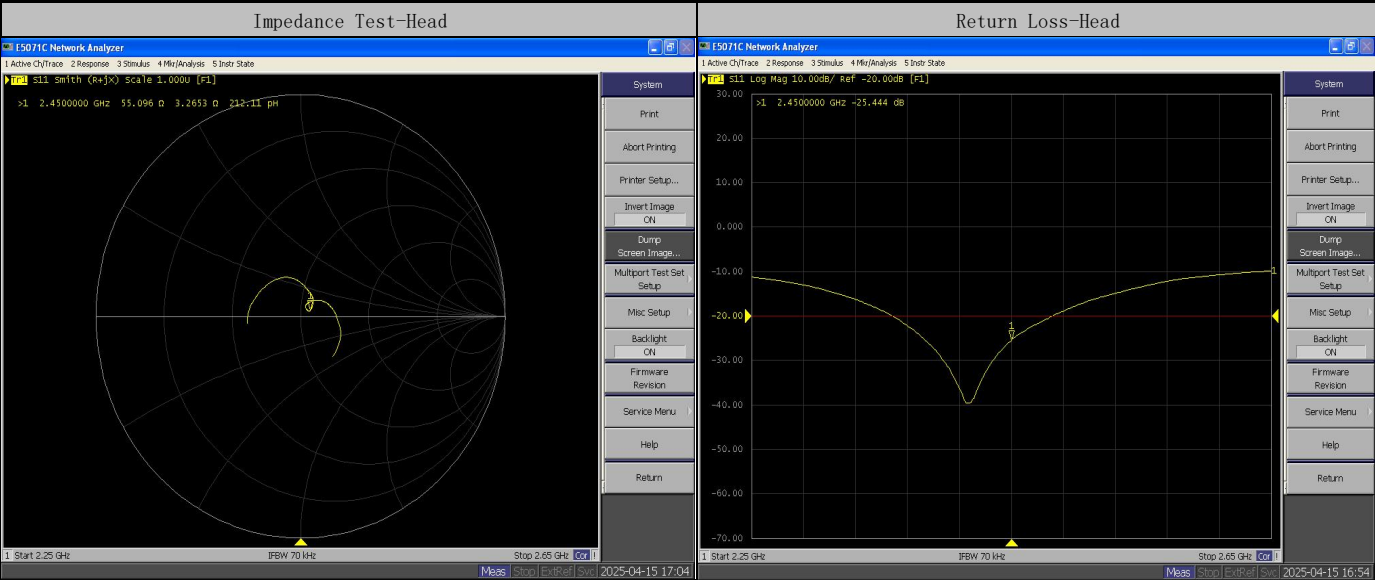 Impedance Test-Head
E5071C Network Analyzer
1 Active Ch/Trace 2 Response 3 Stimulus 4 Mkr/Analysis 5 Instr State
Tr1 S11 Smith (R+jX) Scale 1.000U [F1]
>1 2.4500000 GHz 55.096 Ω 3.2653 Ω 212.11 pH
1
System
Print
Abort Printing
Printer Setup...
Invert Image
ON
Dump
Screen Image...
Multiport Test Set
Setup
Misc Setup
Backlight
ON
Firmware
Revision
Service Menu
Help
Return
1 Start 2.25 GHz IFBW 70 kHz Stop 2.65 GHz Cor !
Meas Stop ExtRef Svc 2025-04-15 17:04
Return Loss-Head
E5071C Network Analyzer
1 Active Ch/Trace 2 Response 3 Stimulus 4 Mkr/Analysis 5 Instr State
Tr1 S11 Log Mag 10.00dB/ Ref -20.00dB [F1]
30.00
>1 2.4500000 GHz -25.444 dB
20.00
10.00
0.000
-10.00
1
-20.00
1
-30.00
-40.00
-50.00
-60.00
-70.00
System
Print
Abort Printing
Printer Setup...
Invert Image
ON
Dump
Screen Image...
Multiport Test Set
Setup
Misc Setup
Backlight
ON
Firmware
Revision
Service Menu
Help
Return
1 Start 2.25 GHz IFBW 70 kHz Stop 2.65 GHz Cor !
Meas Stop ExtRef Svc 2025-04-15 16:54